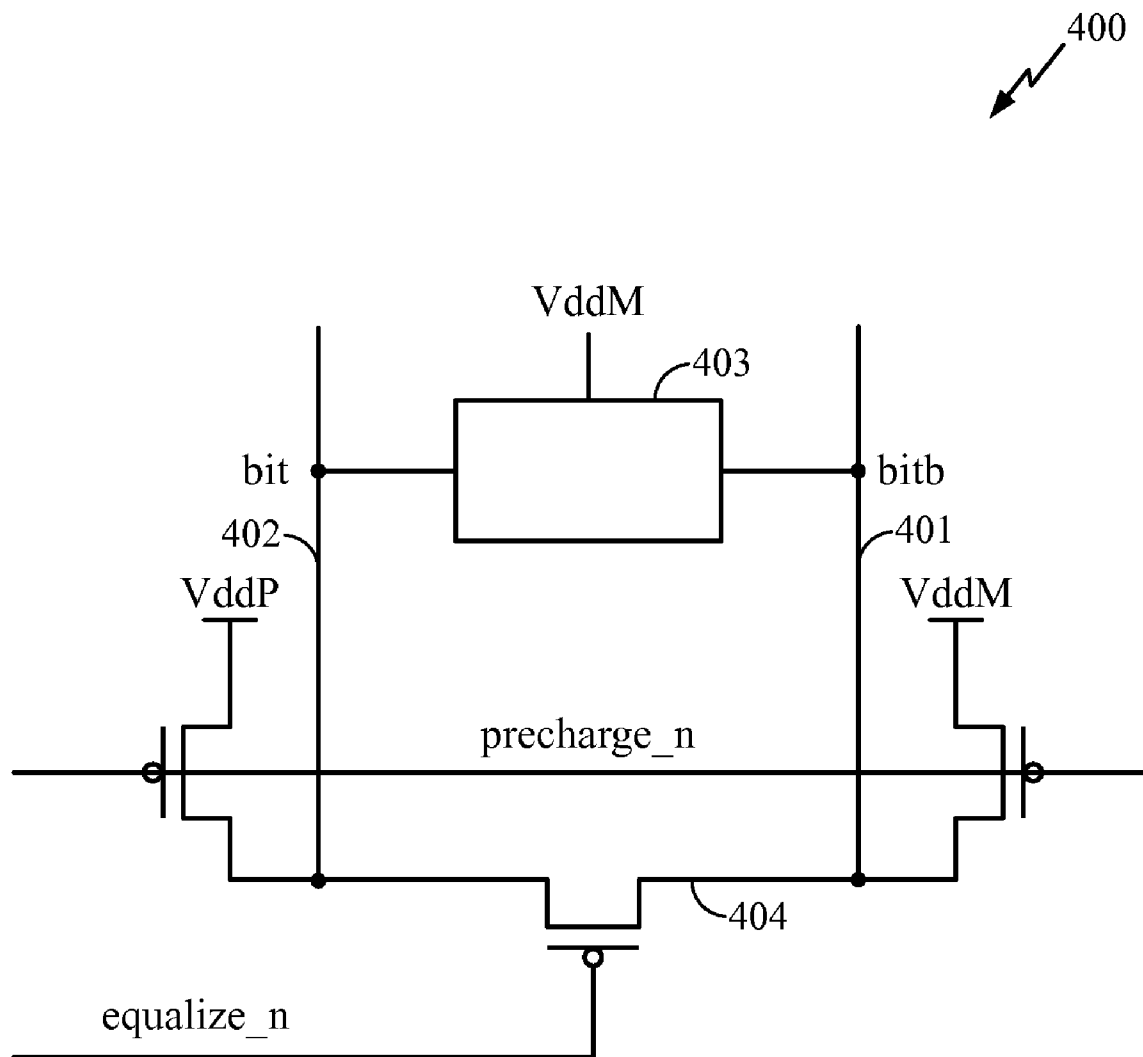 400
VddM
403
bit
bitb
402
401
VddP
VddM
precharge_n
404
equalize_n